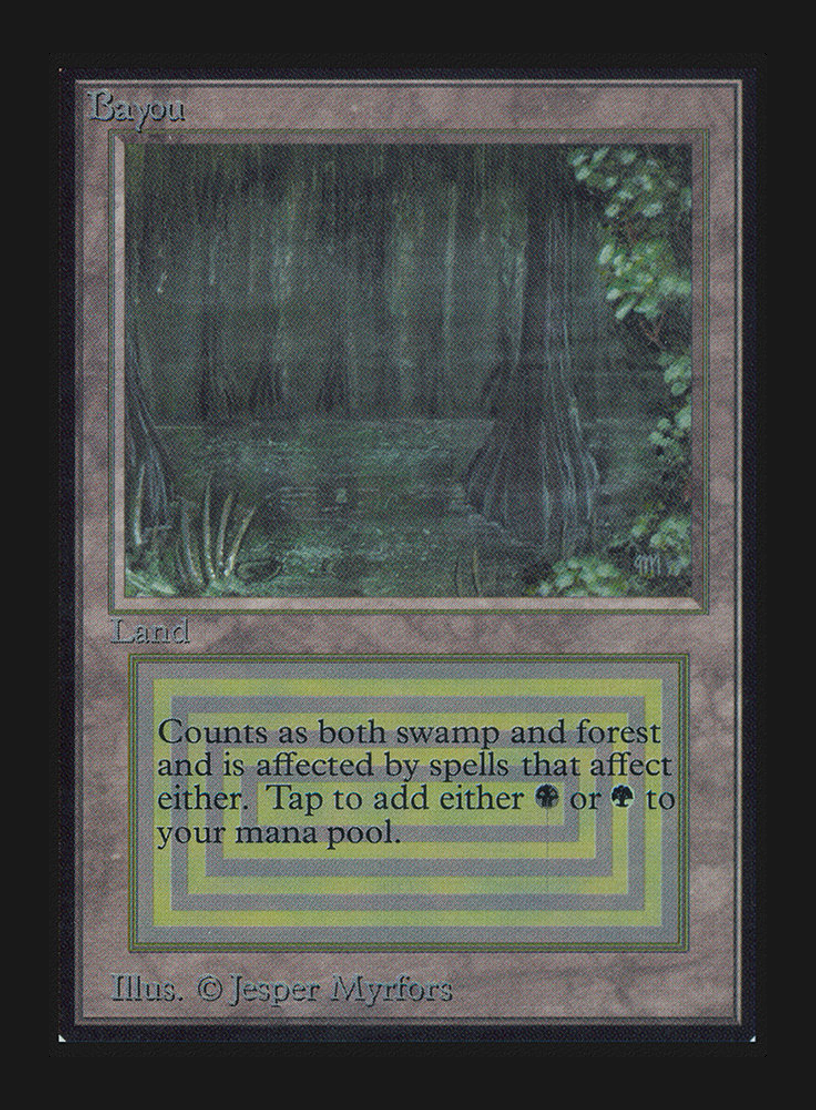 Bayou
Land
Counts as both swamp and forest
and is affected by spells that affect
either. Tap to add either or to
your mana pool.
Illus. © Jesper Myrfors